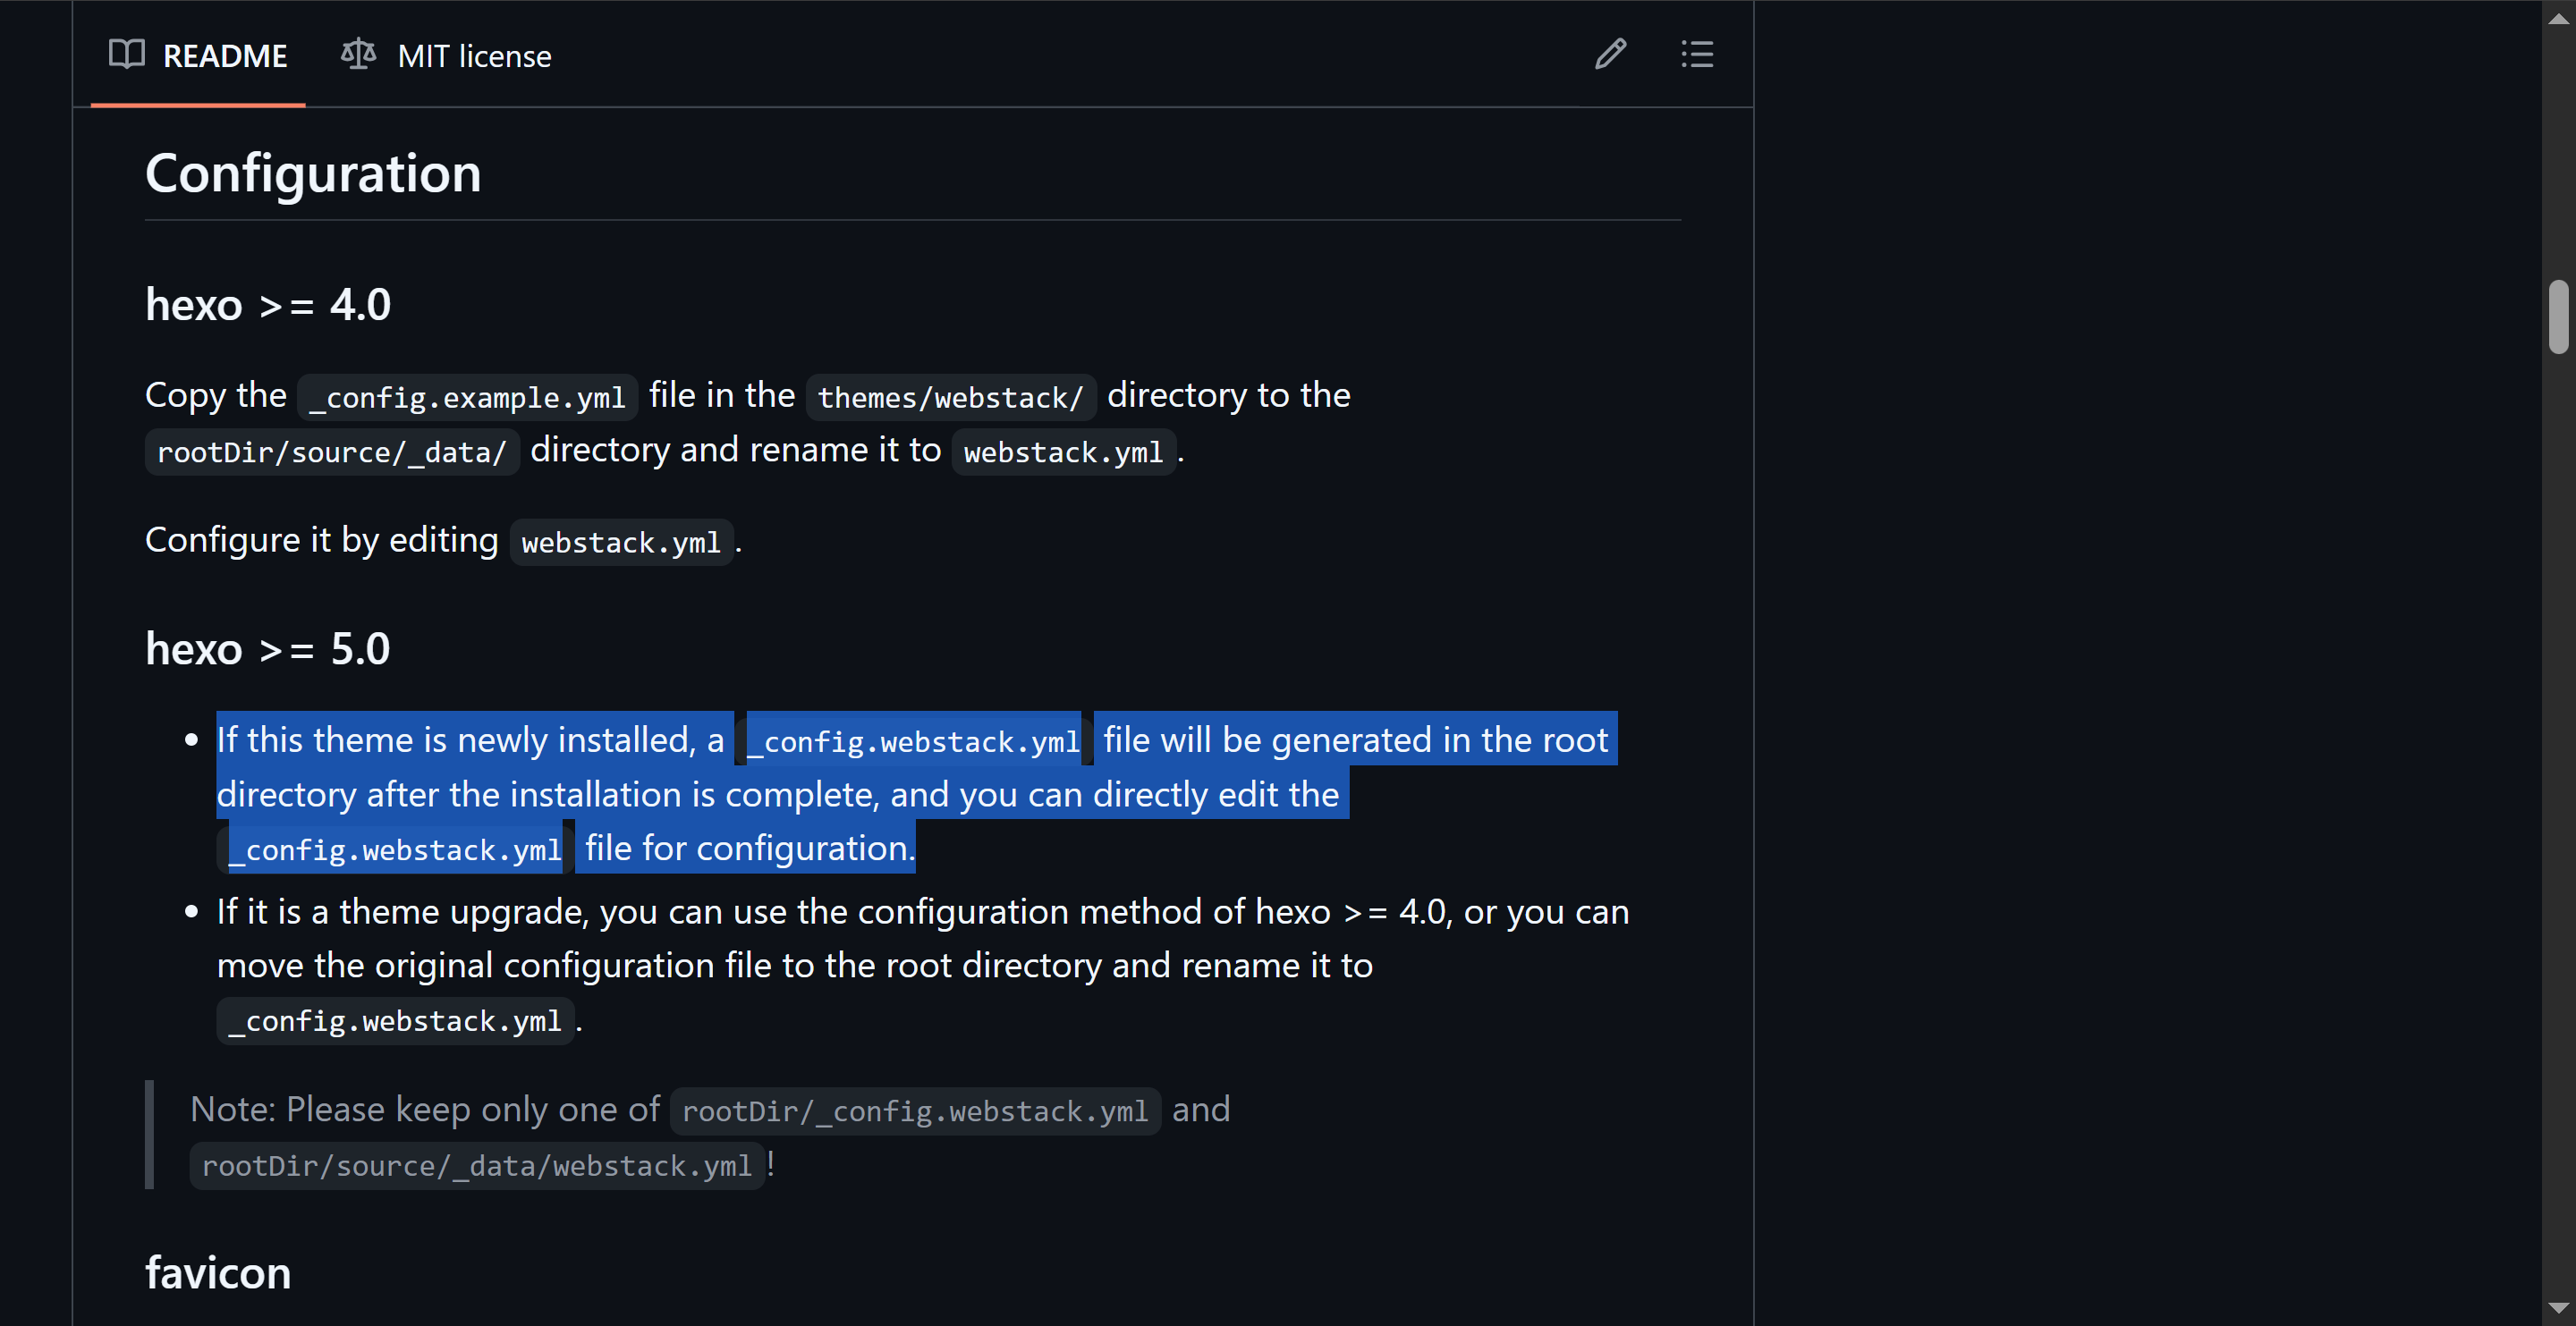 README MIT license
Configuration
hexo >= 4.0
Copy the _config.example.yml file in the themes/webstack/ directory to the
rootDir/source/_data/ directory and rename it to webstack.yml.
Configure it by editing webstack.yml.
hexo >= 5.0
• If this theme is newly installed, a _config.webstack.yml file will be generated in the root
directory after the installation is complete, and you can directly edit the
_config.webstack.yml file for configuration.
• If it is a theme upgrade, you can use the configuration method of hexo >= 4.0, or you can
move the original configuration file to the root directory and rename it to
_config.webstack.yml.
Note: Please keep only one of rootDir/_config.webstack.yml and
rootDir/source/_data/webstack.yml!
favicon